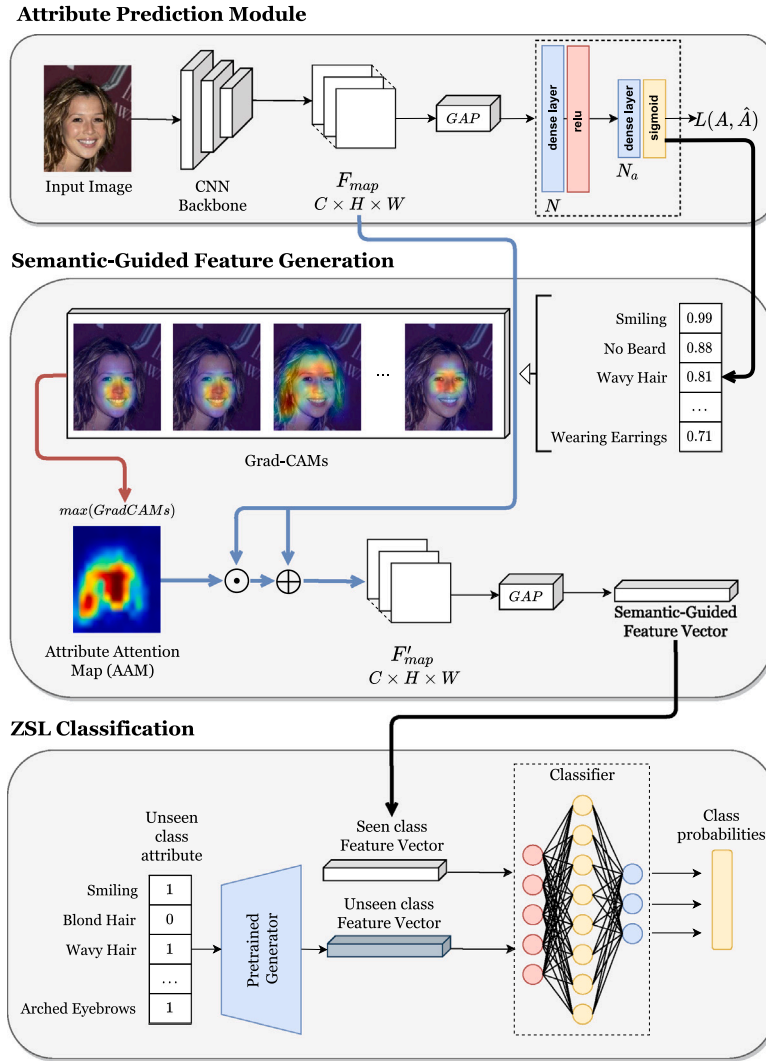 Attribute Prediction Module
Input Image
CNN
Backbone
F_{map}
C × H × W
GAP
dense layer
relu
N
dense layer
sigmoid
N_a
L(A, Â)
Semantic-Guided Feature Generation
...
Grad-CAMs
Smiling 0.99
No Beard 0.88
Wavy Hair 0.81
...
Wearing Earrings 0.71
max(GradCAMs)
Attribute Attention
Map (AAM)
F'_{map}
C × H × W
GAP
Semantic-Guided
Feature Vector
ZSL Classification
Unseen
class
attribute
Smiling 1
Blond Hair 0
Wavy Hair 1
...
Arched Eyebrows 1
Pretrained
Generator
Seen class
Feature Vector
Unseen class
Feature Vector
Classifier
Class
probabilities